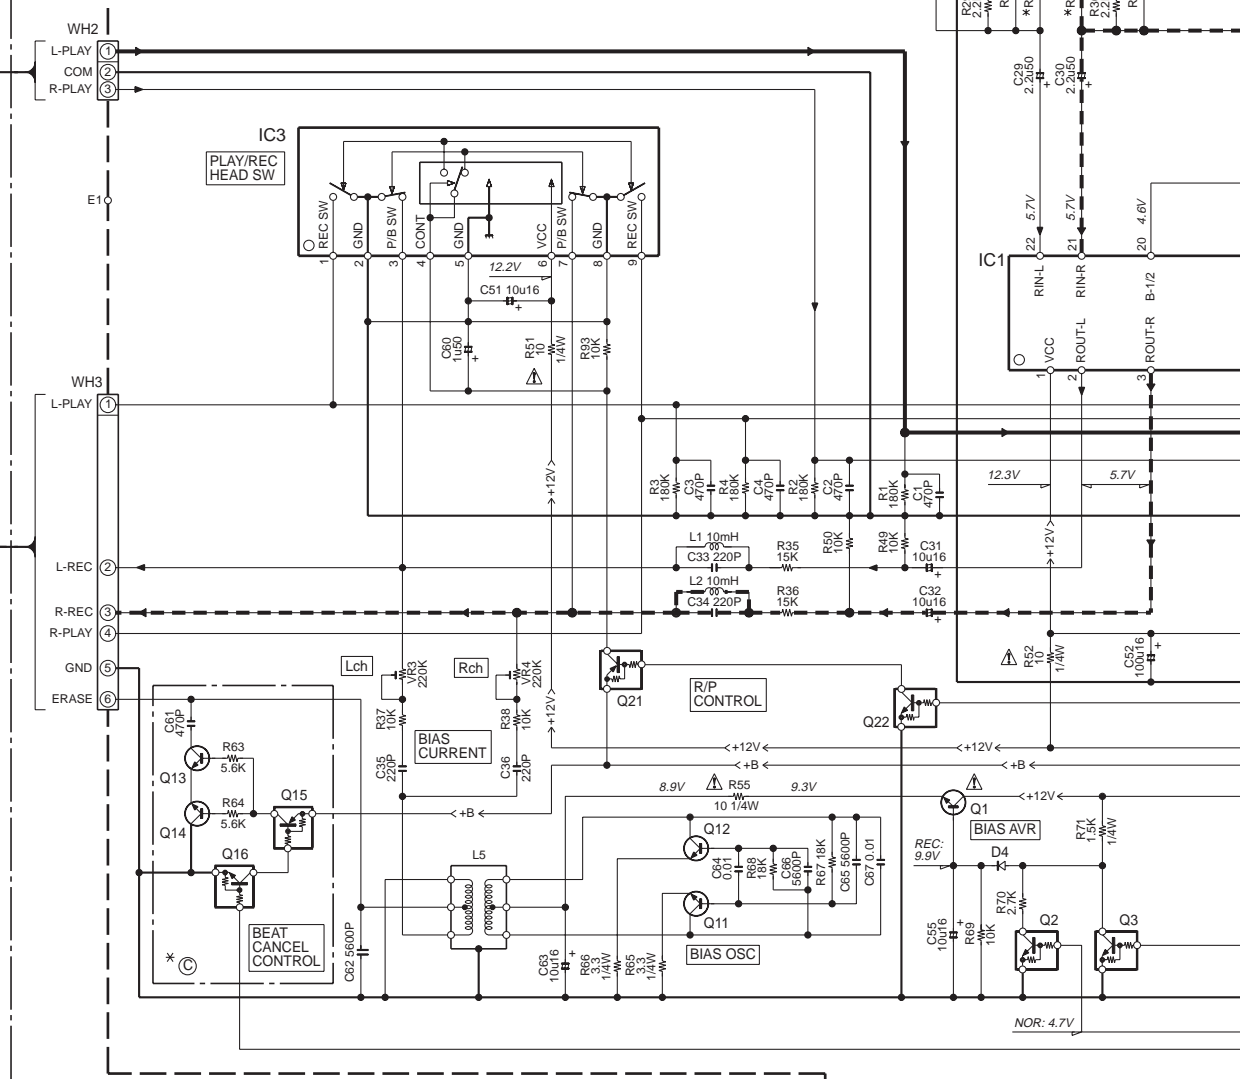 WH2
L-PLAY 1
COM 2
R-PLAY 3
E1
IC3
PLAY/REC
HEAD SW
REC SW
GND
P/B SW
CONT
GND
VCC
P/B SW
GND
REC SW
1 2 3 4 5 6 7 8 9
12.2V
C51 10u16
+
C60
1u50
+
R51
10
1/4W
R93
10K
R2
2.2
R
*R
*R
R3
2.2
R
C29
2.2u50
+
C30
2.2u50
+
5.7V
5.7V
4.6V
22 21 20
IC1
RIN-L
RIN-R
B-1/2
VCC
ROUT-L
ROUT-R
1 2 3
12.3V
5.7V
WH3
L-PLAY 1
L-REC 2
R-REC 3
R-PLAY 4
GND 5
ERASE 6
+12V
R3
180K
C3
470P
R4
180K
C4
470P
R2
180K
C2
470P
R1
180K
C1
470P
L1 10mH
C33 220P
R35
15K
R50
10K
R49
10K
C31
10u16
+
+12V
L2 10mH
C34 220P
R36
15K
C32
10u16
+
R52
10
1/4W
C52
100u16
+
Lch
VR3
220K
Rch
VR4
220K
R37
10K
R38
10K
BIAS
CURRENT
C35
220P
C36
220P
+12V
Q21
R/P
CONTROL
Q22
+12V
+12V
+B
+B
+B
C61
470P
Q13
R63
5.6K
Q14
R64
5.6K
Q15
Q16
BEAT
CANCEL
CONTROL
* C
C62 5600P
L5
8.9V
R55
10 1/4W
9.3V
Q12
Q11
C64
0.01
R68
18K
C66
5600P
R67 18K
C65 5600P
C67 0.01
BIAS OSC
C63
10u16
+
R66
3.3
1/4W
R65
3.3
1/4W
Q1
+12V
BIAS AVR
REC:
9.9V
D4
R71
1.5K
1/4W
R70
2.7K
C55
10u16
+
R69
10K
Q2
Q3
NOR: 4.7V